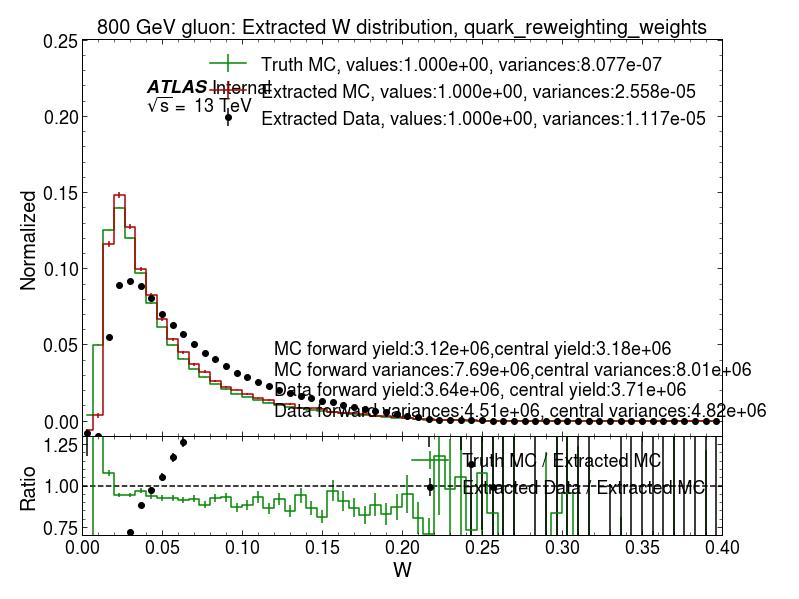 800 GeV gluon: Extracted W distribution, quark_reweighting_weights
0.25
Truth MC, values:1.000e+00, variances:8.077e-07
ATLAS Internal
Extracted MC, values:1.000e+00, variances:2.558e-05
√s = 13 TeV
Extracted Data, values:1.000e+00, variances:1.117e-05
0.20
0.15
Normalized
0.10
0.05
MC forward yield:3.12e+06,central yield:3.18e+06
MC forward variances:7.69e+06,central variances:8.01e+06
Data forward yield:3.64e+06, central yield:3.71e+06
Data forward variances:4.51e+06, central variances:4.82e+06
0.00
1.25
Truth MC / Extracted MC
Ratio
1.00
Extracted Data / Extracted MC
0.75
0.00 0.05 0.10 0.15 0.20 0.25 0.30 0.35 0.40
W